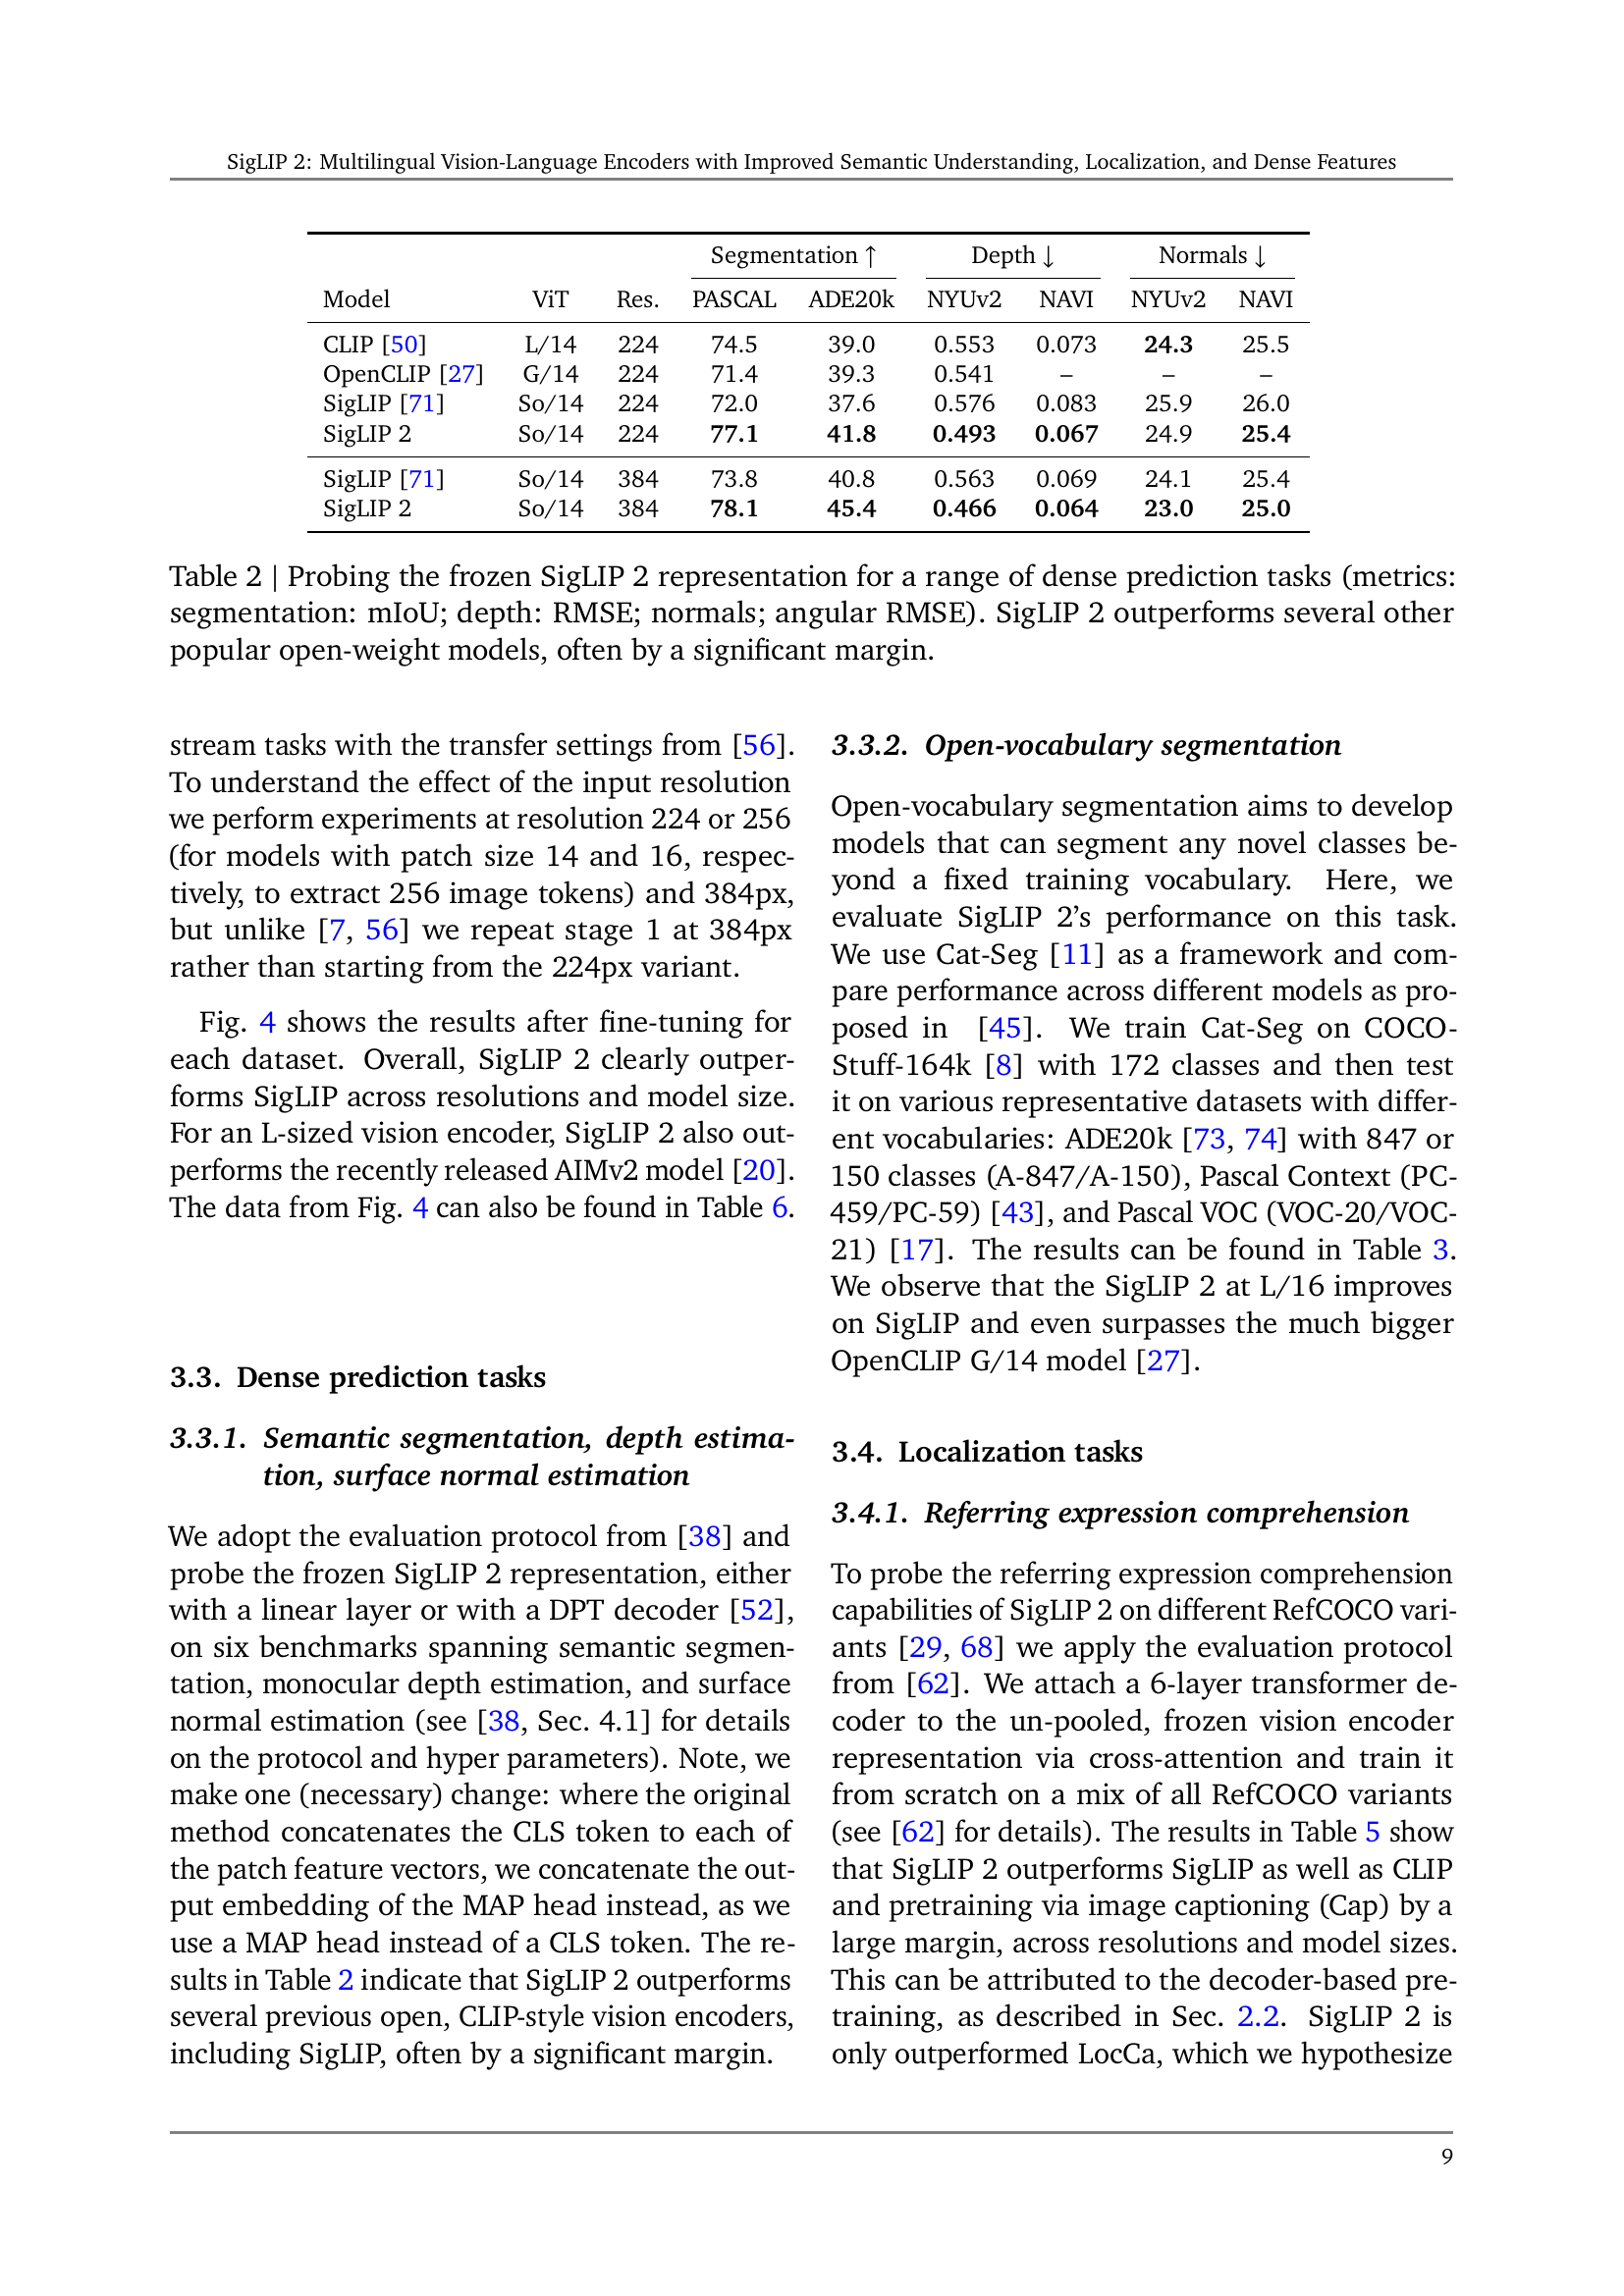 SigLIP 2: Multilingual Vision-Language Encoders with Improved Semantic Understanding, Localization, and Dense Features
Segmentation ↑ Depth ↓ Normals ↓
Model ViT Res. PASCAL ADE20k NYUv2 NAVI NYUv2 NAVI
CLIP [50] L/14 224 74.5 39.0 0.553 0.073 24.3 25.5
OpenCLIP [27] G/14 224 71.4 39.3 0.541 – – –
SigLIP [71] So/14 224 72.0 37.6 0.576 0.083 25.9 26.0
SigLIP 2 So/14 224 77.1 41.8 0.493 0.067 24.9 25.4
SigLIP [71] So/14 384 73.8 40.8 0.563 0.069 24.1 25.4
SigLIP 2 So/14 384 78.1 45.4 0.466 0.064 23.0 25.0
Table 2 | Probing the frozen SigLIP 2 representation for a range of dense prediction tasks (metrics:
segmentation: mIoU; depth: RMSE; normals; angular RMSE). SigLIP 2 outperforms several other
popular open-weight models, often by a significant margin.
stream tasks with the transfer settings from [56].
To understand the effect of the input resolution
we perform experiments at resolution 224 or 256
(for models with patch size 14 and 16, respec-
tively, to extract 256 image tokens) and 384px,
but unlike [7, 56] we repeat stage 1 at 384px
rather than starting from the 224px variant.
Fig. 4 shows the results after fine-tuning for
each dataset. Overall, SigLIP 2 clearly outper-
forms SigLIP across resolutions and model size.
For an L-sized vision encoder, SigLIP 2 also out-
performs the recently released AIMv2 model [20].
The data from Fig. 4 can also be found in Table 6.
3.3. Dense prediction tasks
3.3.1. Semantic segmentation, depth estima-
tion, surface normal estimation
We adopt the evaluation protocol from [38] and
probe the frozen SigLIP 2 representation, either
with a linear layer or with a DPT decoder [52],
on six benchmarks spanning semantic segmen-
tation, monocular depth estimation, and surface
normal estimation (see [38, Sec. 4.1] for details
on the protocol and hyper parameters). Note, we
make one (necessary) change: where the original
method concatenates the CLS token to each of
the patch feature vectors, we concatenate the out-
put embedding of the MAP head instead, as we
use a MAP head instead of a CLS token. The re-
sults in Table 2 indicate that SigLIP 2 outperforms
several previous open, CLIP-style vision encoders,
including SigLIP, often by a significant margin.
3.3.2. Open-vocabulary segmentation
Open-vocabulary segmentation aims to develop
models that can segment any novel classes be-
yond a fixed training vocabulary. Here, we
evaluate SigLIP 2's performance on this task.
We use Cat-Seg [11] as a framework and com-
pare performance across different models as pro-
posed in [45]. We train Cat-Seg on COCO-
Stuff-164k [8] with 172 classes and then test
it on various representative datasets with differ-
ent vocabularies: ADE20k [73, 74] with 847 or
150 classes (A-847/A-150), Pascal Context (PC-
459/PC-59) [43], and Pascal VOC (VOC-20/VOC-
21) [17]. The results can be found in Table 3.
We observe that the SigLIP 2 at L/16 improves
on SigLIP and even surpasses the much bigger
OpenCLIP G/14 model [27].
3.4. Localization tasks
3.4.1. Referring expression comprehension
To probe the referring expression comprehension
capabilities of SigLIP 2 on different RefCOCO vari-
ants [29, 68] we apply the evaluation protocol
from [62]. We attach a 6-layer transformer de-
coder to the un-pooled, frozen vision encoder
representation via cross-attention and train it
from scratch on a mix of all RefCOCO variants
(see [62] for details). The results in Table 5 show
that SigLIP 2 outperforms SigLIP as well as CLIP
and pretraining via image captioning (Cap) by a
large margin, across resolutions and model sizes.
This can be attributed to the decoder-based pre-
training, as described in Sec. 2.2. SigLIP 2 is
only outperformed LocCa, which we hypothesize
9